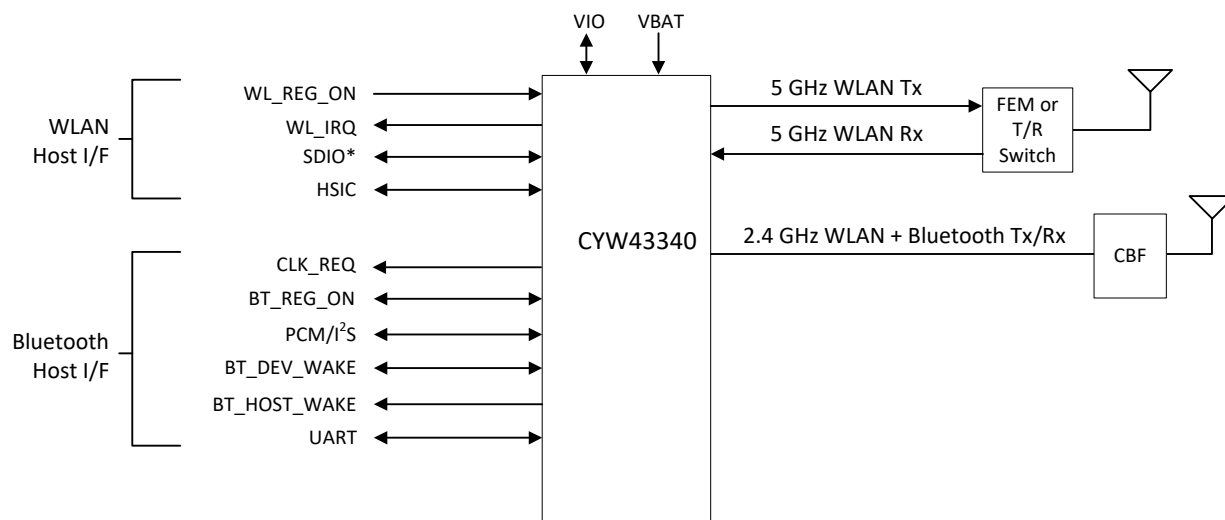 VIO
VBAT
WLAN
Host I/F
WL_REG_ON
WL_IRQ
SDIO*
HSIC
Bluetooth
Host I/F
CLK_REQ
BT_REG_ON
PCM/I²S
BT_DEV_WAKE
BT_HOST_WAKE
UART
CYW43340
5 GHz WLAN Tx
5 GHz WLAN Rx
FEM or
T/R
Switch
2.4 GHz WLAN + Bluetooth Tx/Rx
CBF